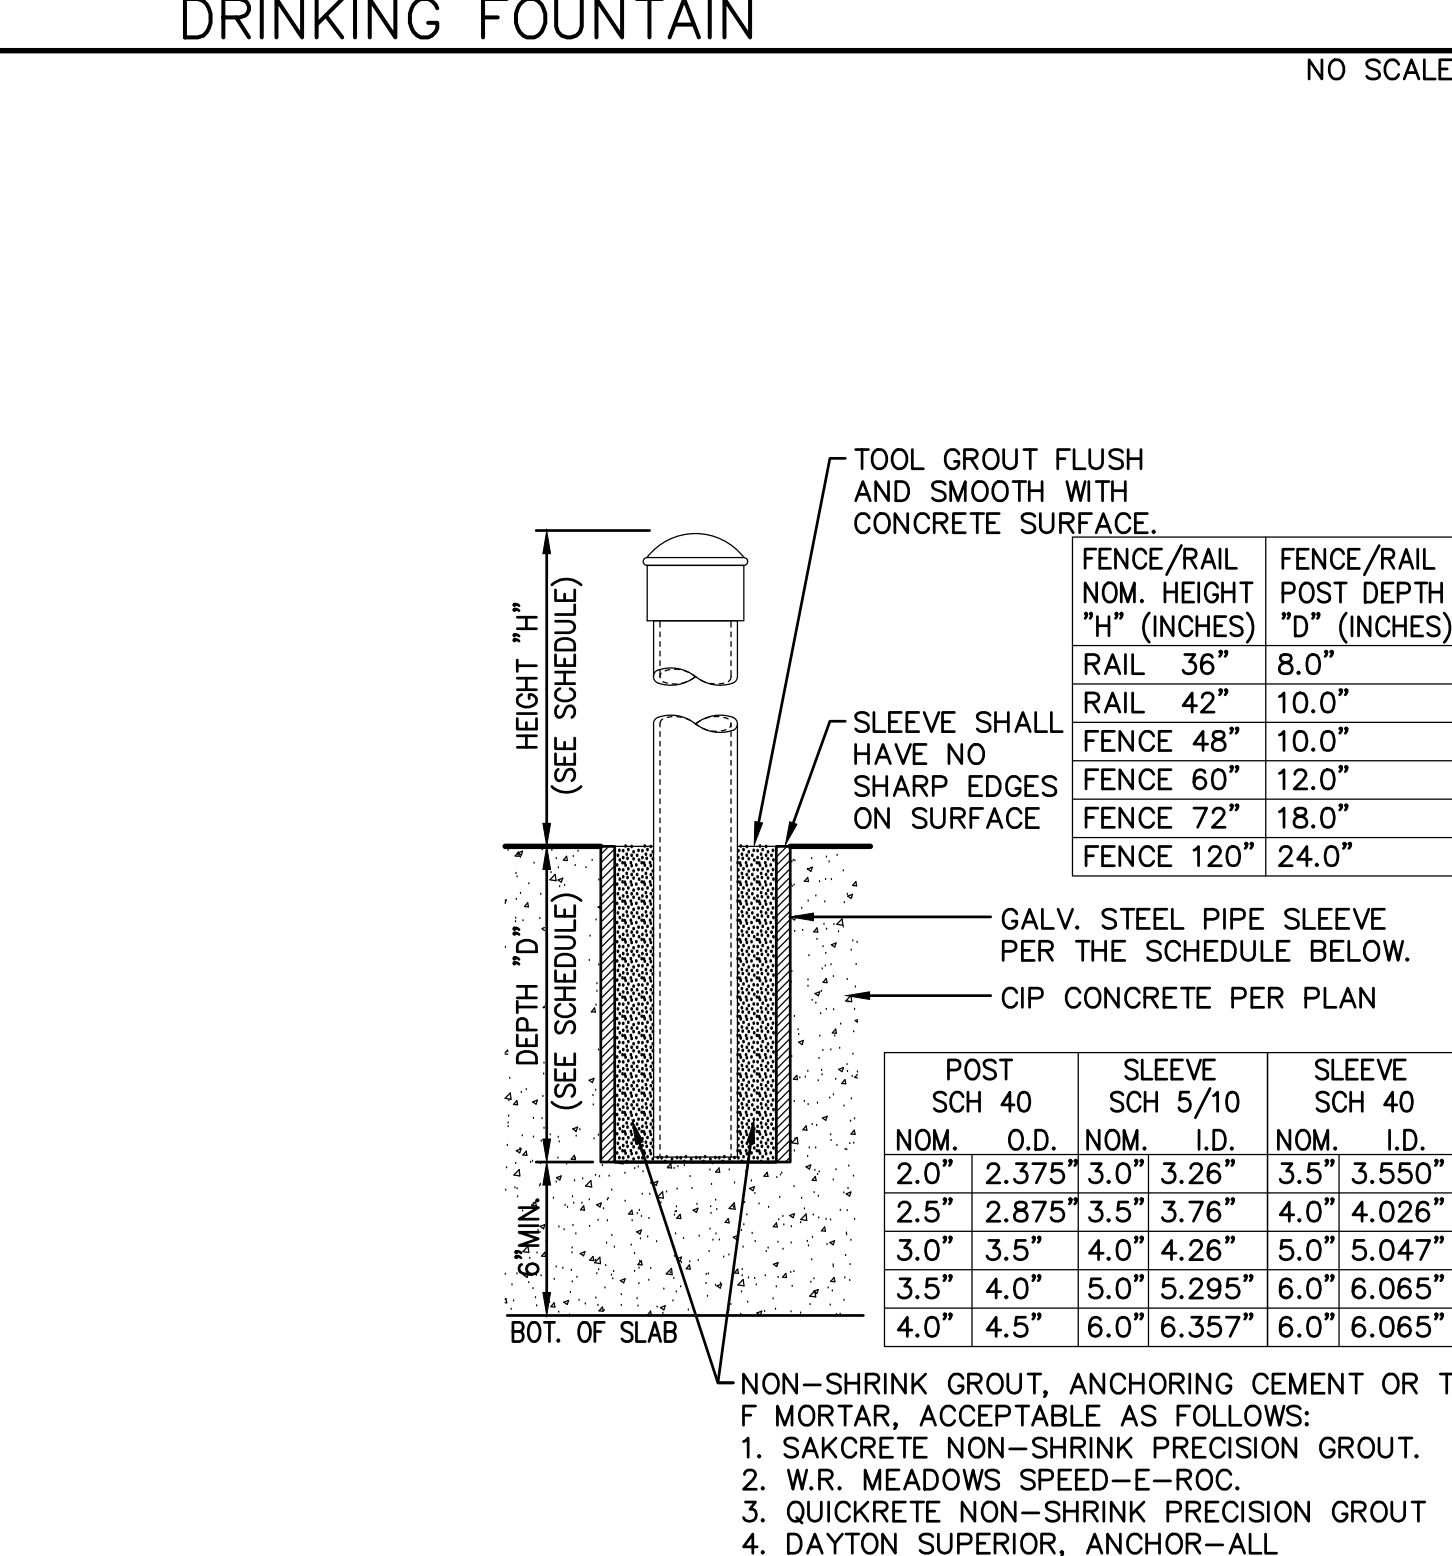 DRINKING FOUNTAIN
NO SCALE
TOOL GROUT FLUSH
AND SMOOTH WITH
CONCRETE SURFACE.
HEIGHT "H"
(SEE SCHEDULE)
SLEEVE SHALL
HAVE NO
SHARP EDGES
ON SURFACE
FENCE/RAIL FENCE/RAIL
NOM. HEIGHT POST DEPTH
"H" (INCHES) "D" (INCHES)
RAIL 36" 8.0"
RAIL 42" 10.0"
FENCE 48" 10.0"
FENCE 60" 12.0"
FENCE 72" 18.0"
FENCE 120" 24.0"
DEPTH "D"
(SEE SCHEDULE)
GALV. STEEL PIPE SLEEVE
PER THE SCHEDULE BELOW.
CIP CONCRETE PER PLAN
6"MIN.
BOT. OF SLAB
POST SLEEVE SLEEVE
SCH 40 SCH 5/10 SCH 40
NOM. O.D. NOM. I.D. NOM. I.D.
2.0" 2.375" 3.0" 3.26" 3.5" 3.550"
2.5" 2.875" 3.5" 3.76" 4.0" 4.026"
3.0" 3.5" 4.0" 4.26" 5.0" 5.047"
3.5" 4.0" 5.0" 5.295" 6.0" 6.065"
4.0" 4.5" 6.0" 6.357" 6.0" 6.065"
NON-SHRINK GROUT, ANCHORING CEMENT OR
F MORTAR, ACCEPTABLE AS FOLLOWS:
1. SAKCRETE NON-SHRINK PRECISION GROUT.
2. W.R. MEADOWS SPEED-E-ROC.
3. QUICKRETE NON-SHRINK PRECISION GROUT
4. DAYTON SUPERIOR, ANCHOR-ALL